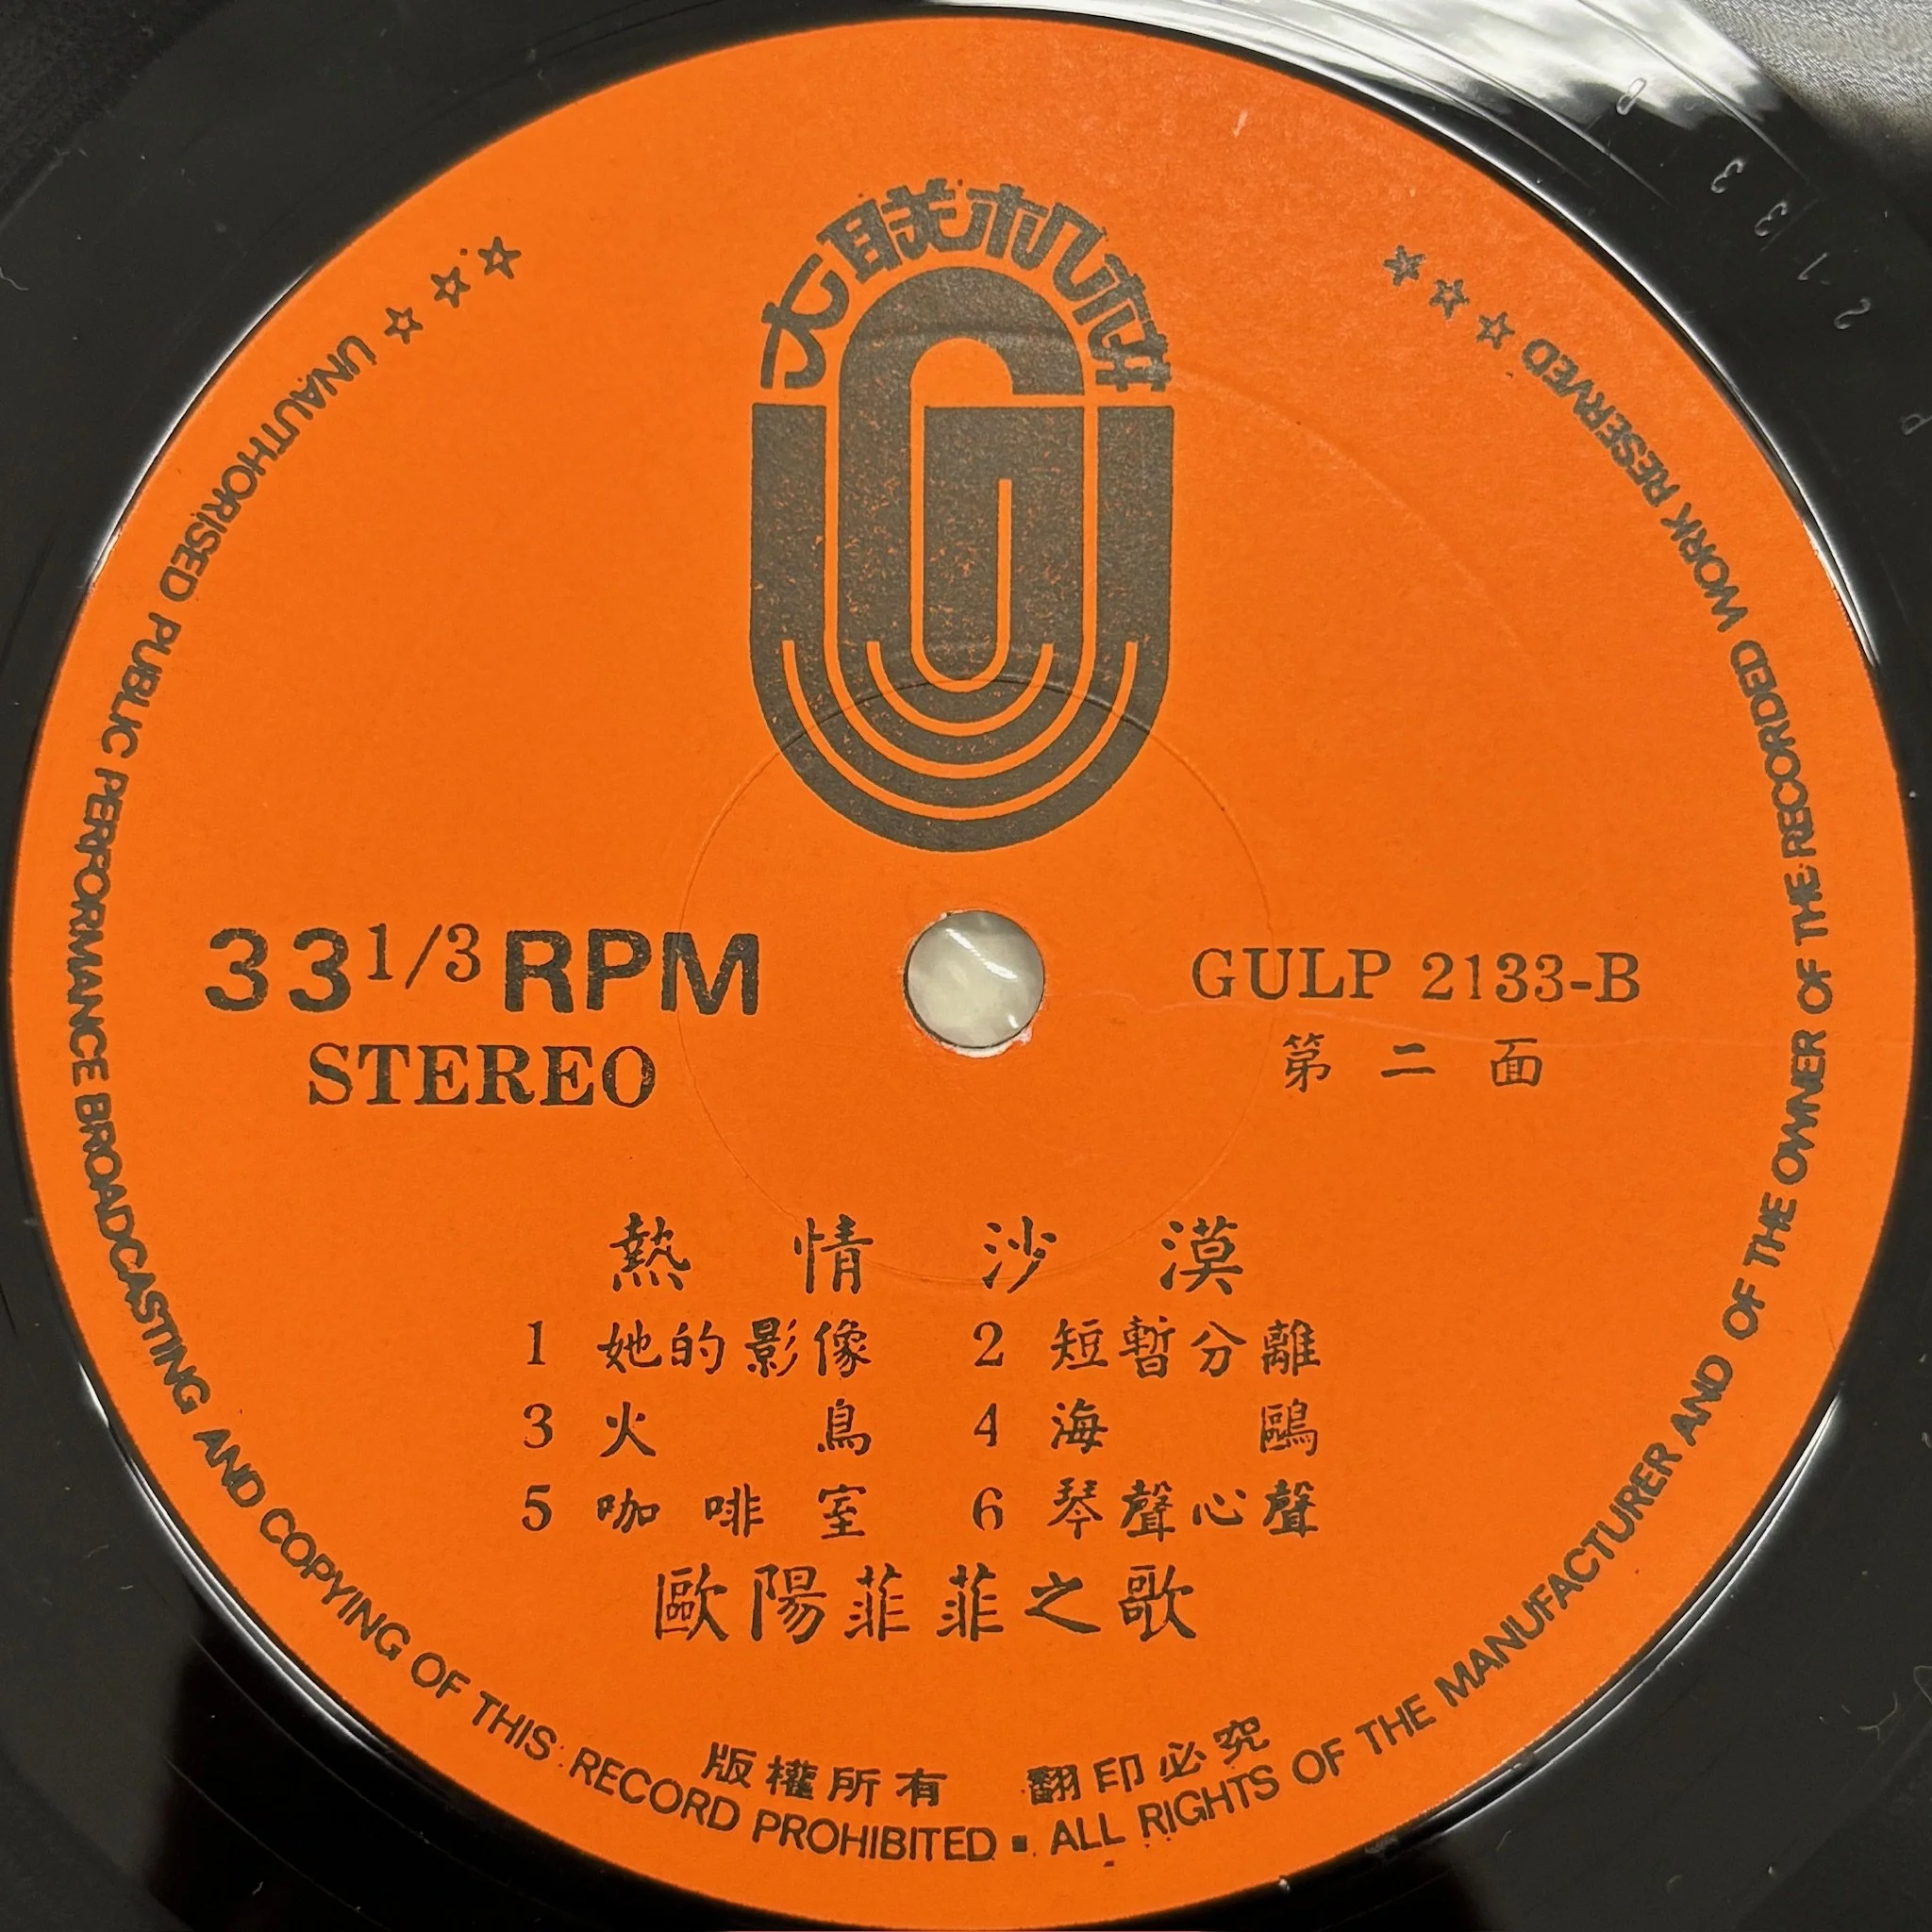 大联机构
33 1/3 RPM
STEREO
GULP 2133-B
第二面
熱情沙漠
1 她的影像 2 短暫分離
3 火鳥 4 海鷗
5 咖啡室 6 琴聲心聲
歐陽菲菲之歌
版權所有 翻印必究
☆ ☆ ☆ UNAUTHORISED PUBLIC PERFORMANCE BROADCASTING AND COPYING OF THIS RECORD PROHIBITED ▪ ALL RIGHTS OF THE MANUFACTURER AND OF THE OWNER OF THE RECORDED WORK RESERVED ☆ ☆ ☆